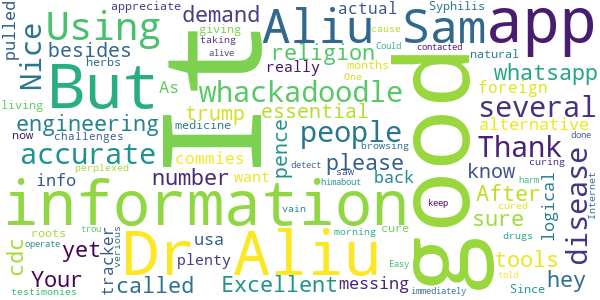 pulled Using Aliu Sam app
Nice besides demand giving taking alive actual appreciate Syphilis cause Could contacted herbs natural
But It religion good whatsapp
As really months One
living whackadoodle several
engineering trump essential foreign
now challenges medicine commies pence people alternative disease
accurate want detect saw browsing Thank curing
info number please know logical done
perplexed himabout back After keep harm Internet
information vain morning cure sure cured
cdc roots yet Dr Aliu usa drugs tools
Your tracker trou verious plenty messing Easy told Since
testimonies operate called Excellent hey immediately